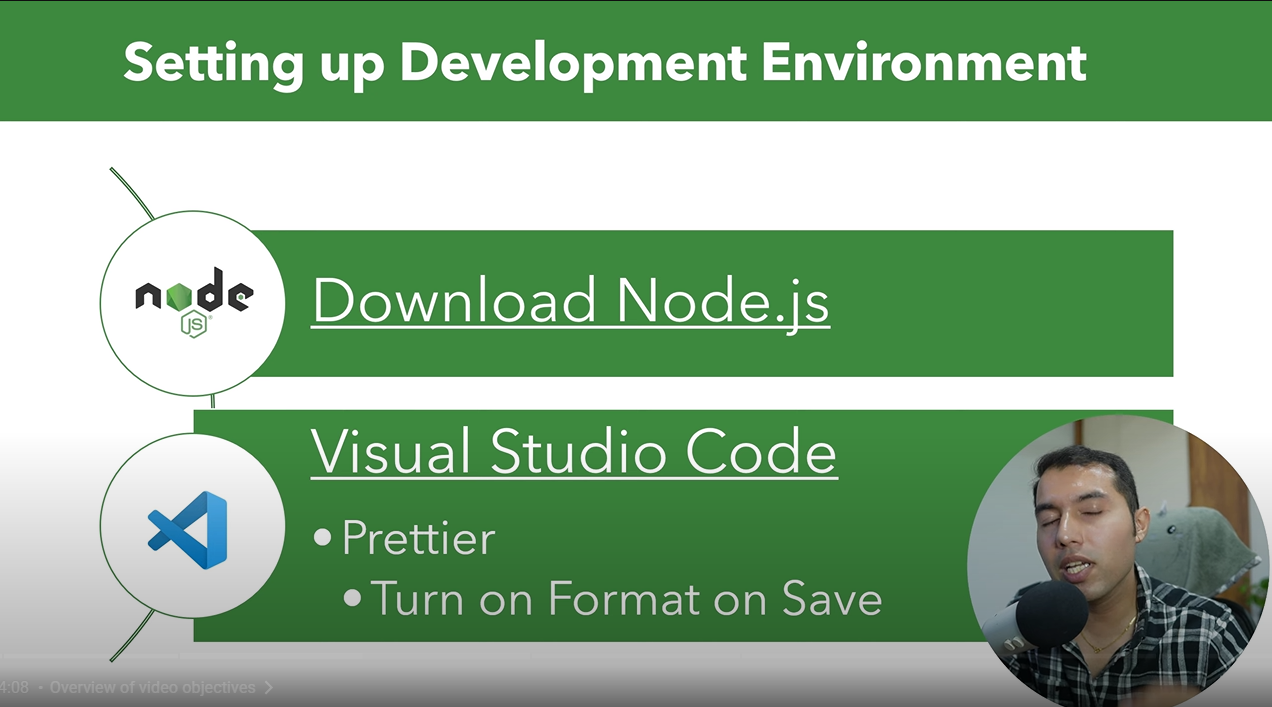 Setting up Development Environment
node
JS
Download Node.js
Visual Studio Code
• Prettier
• Turn on Format on Save
4:08 • Overview of video objectives >